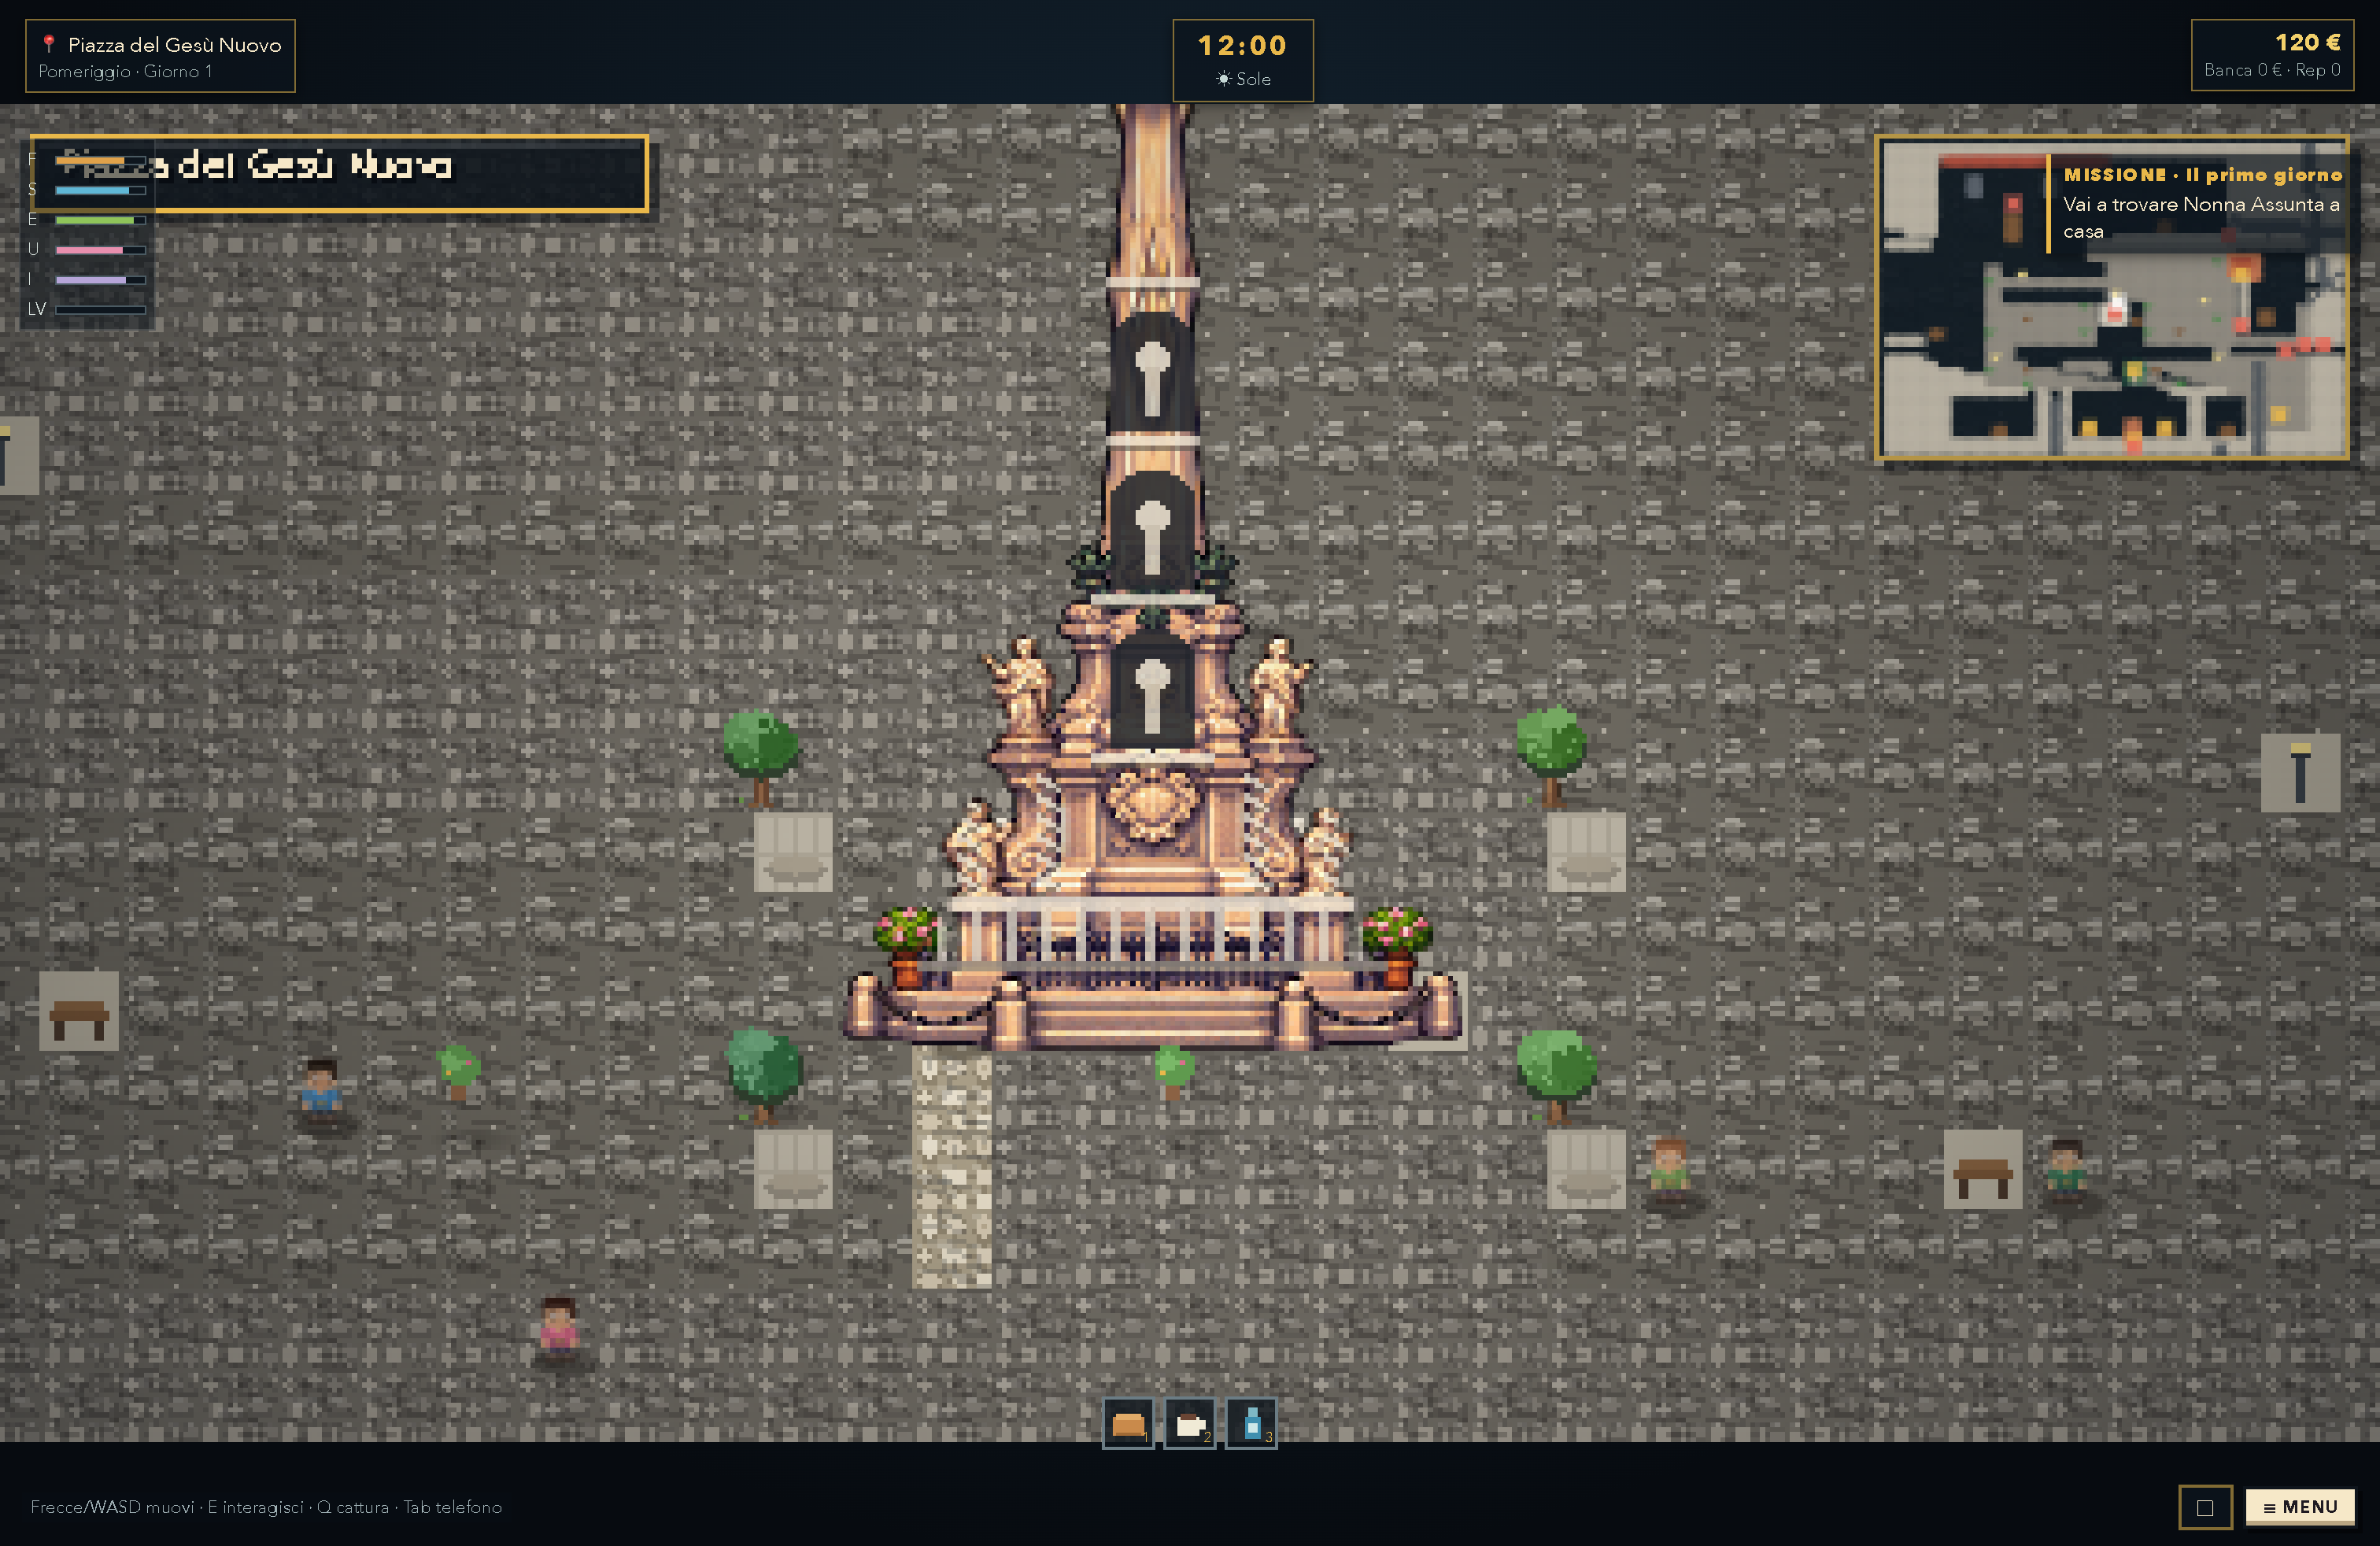 Piazza del Gesù Nuovo
Pomeriggio · Giorno 1
12:00
Sole
120 €
Banca 0 € · Rep 0
del Gesù Nuovo
F
S
E
U
I
LV
MISSIONE · Il primo giorno
Vai a trovare Nonna Assunta a
casa
1
2
3
Frecce/WASD muovi · E interagisci · Q cattura · Tab telefono
≡ MENU